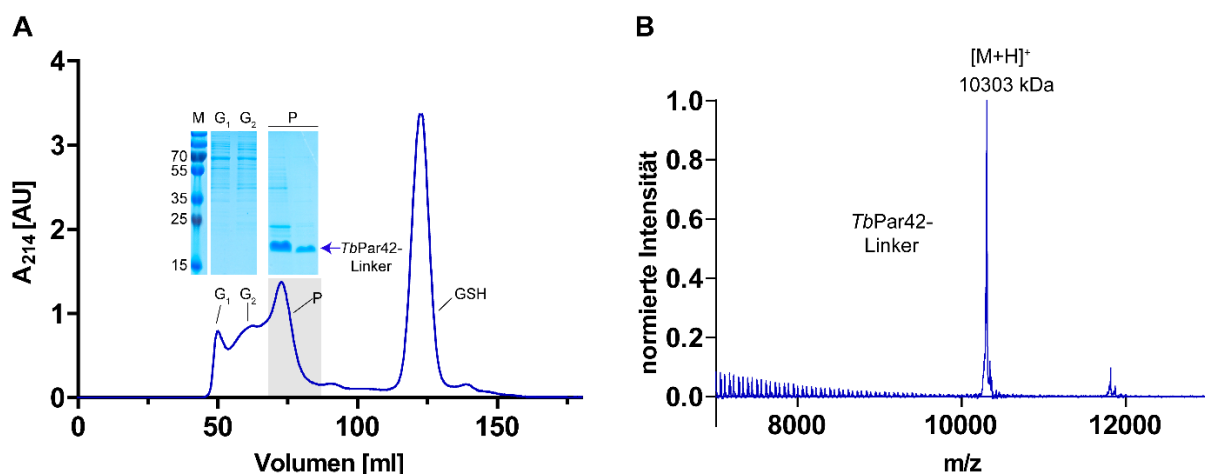 A
A214 [AU]
4
3
2
1
0
0
50
100
150
Volumen [ml]
M G1 G2 P
70
55
35
25
15
TbPar42-
Linker
G1 G2
P
GSH
B
[M+H]+
10303 kDa
normierte Intensität
1.0
0.8
0.6
0.4
0.2
0.0
TbPar42-
Linker
8000
10000
12000
m/z